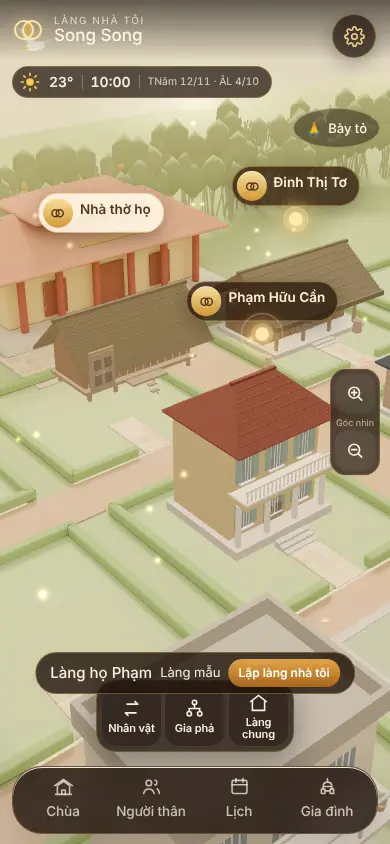 LÀNG NHÀ TÔI
Song Song
23° 10:00 TNăm 12/11 · ÂL 4/10
🙏 Bày tỏ
Đinh Thị Tơ
Nhà thờ họ
Phạm Hữu Cần
Góc nhìn
Làng họ Phạm Làng mẫu Lập làng nhà tôi
Nhân vật Gia phả Làng chung
Chùa Người thân Lịch Gia đình